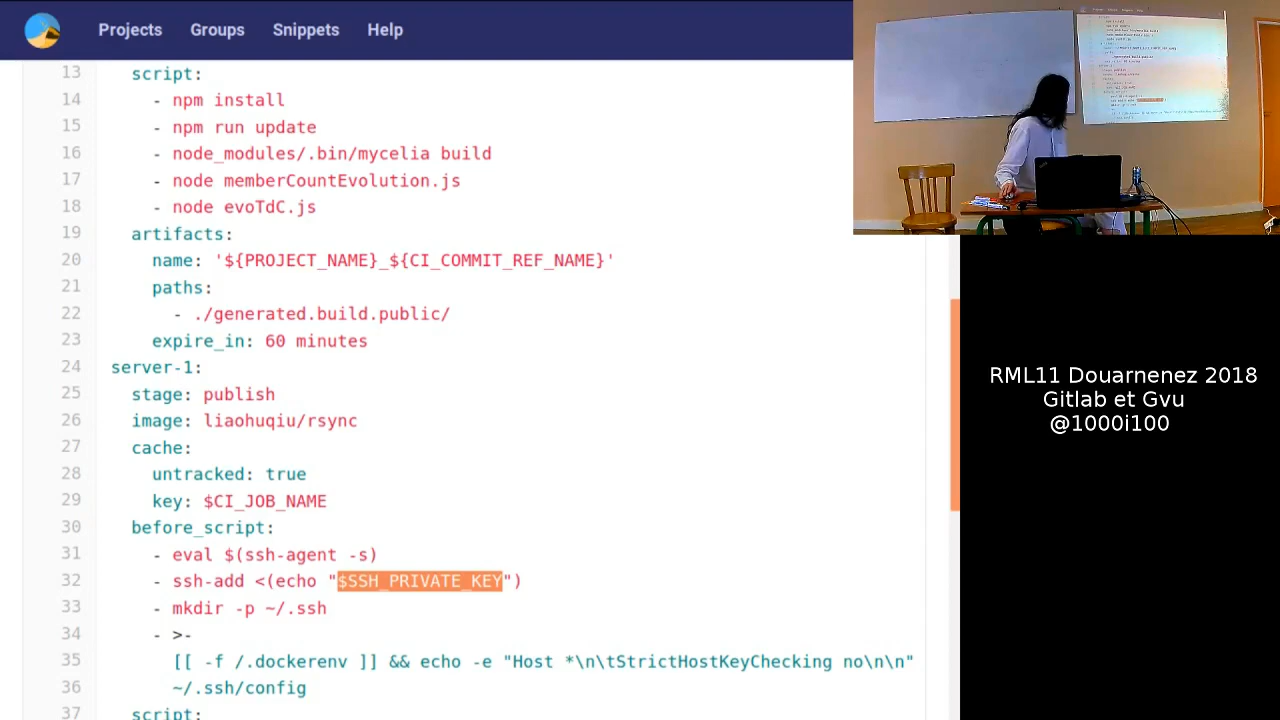 Projects Groups Snippets Help
13 script:
14 - npm install
15 - npm run update
16 - node_modules/.bin/mycelia build
17 - node memberCountEvolution.js
18 - node evoTdC.js
19 artifacts:
20 name: '${PROJECT_NAME}_${CI_COMMIT_REF_NAME}'
21 paths:
22 - ./generated.build.public/
23 expire_in: 60 minutes
24 server-1:
25 stage: publish
26 image: liaohuqiu/rsync
27 cache:
28 untracked: true
29 key: $CI_JOB_NAME
30 before_script:
31 - eval $(ssh-agent -s)
32 - ssh-add <(echo "$SSH_PRIVATE_KEY")
33 - mkdir -p ~/.ssh
34 - >-
35 [[ -f /.dockerenv ]] && echo -e "Host *\n\tStrictHostKeyChecking no\n\n"
36 ~/.ssh/config
37 script:
RML11 Douarnenez 2018
Gitlab et Gvu
@1000i100